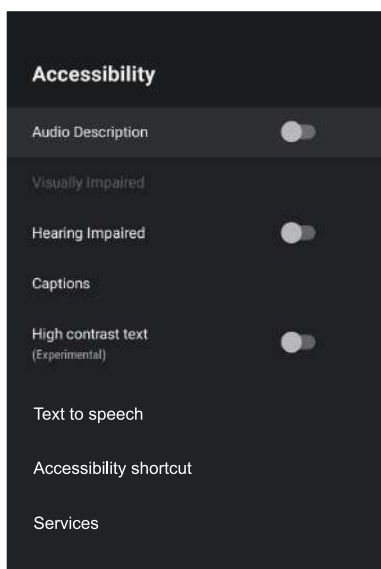 Accessibility
Audio Description
Visually Impaired
Hearing Impaired
Captions
High contrast text
(Experimental)
Text to speech
Accessibility shortcut
Services